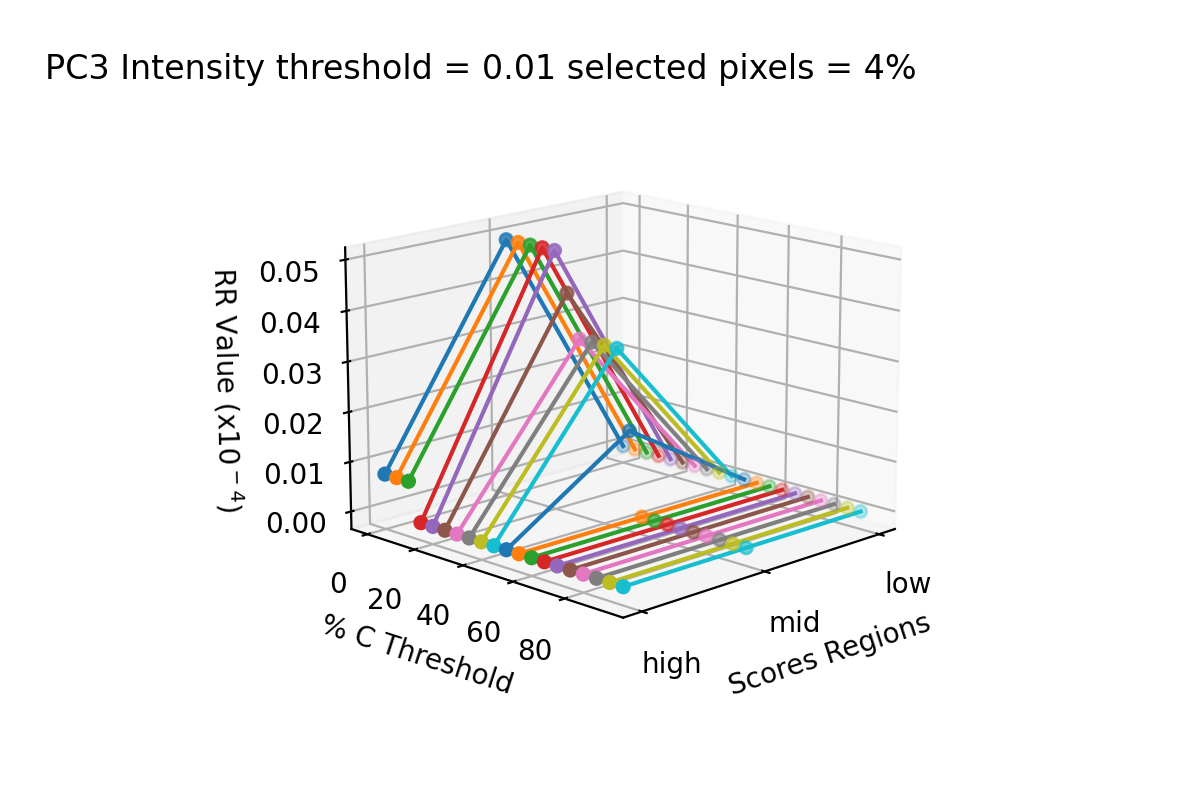 PC3 Intensity threshold = 0.01 selected pixels = 4%
RR Value (x10⁻⁴)
0.05
0.04
0.03
0.02
0.01
0.00
0
20
40
60
80
% C Threshold
high
mid
low
Scores Regions